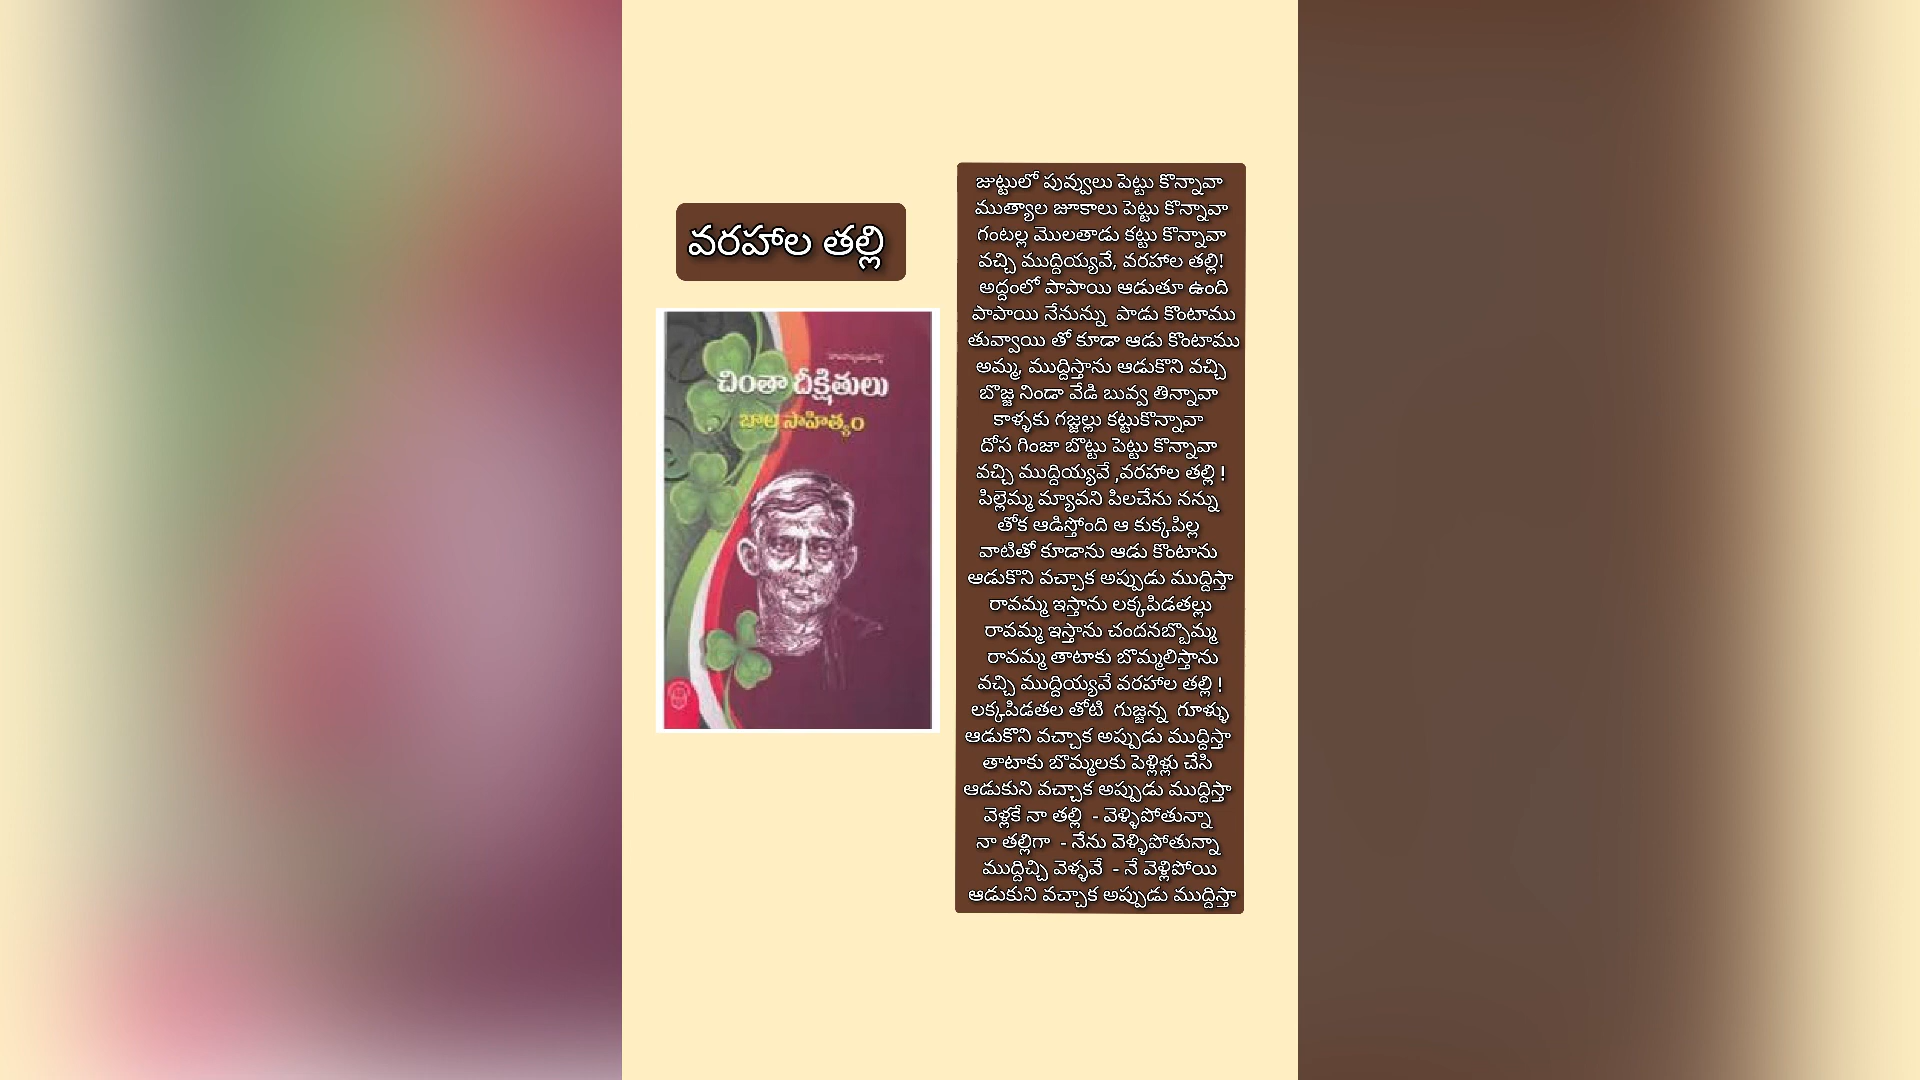 వరహాల తల్లి
చింతా దీక్షితులు
బాల సాహిత్యం
జుట్టులో పువ్వులు పెట్టు కొన్నావా
ముత్యాల జూకాలు పెట్టు కొన్నావా
గంటల్ల మొలతాడు కట్టు కొన్నావా
వచ్చి ముద్దియ్యవే, వరహాల తల్లి!
అద్దంలో పాపాయి ఆడుతూ ఉంది
పాపాయి నేనున్ను పాడు కొంటాము
తువ్వాయి తో కూడా ఆడు కొంటాము
అమ్మ, ముద్దిస్తాను ఆడుకొని వచ్చి
బొజ్జ నిండా వేడి బువ్వ తిన్నావా
కాళ్ళకు గజ్జల్లు కట్టుకొన్నావా
దోస గింజా బొట్టు పెట్టు కొన్నావా
వచ్చి ముద్దియ్యవే ,వరహాల తల్లి !
పిల్లెమ్మ మ్యావని పిలచేను నన్ను
తోక ఆడిస్తోంది ఆ కుక్కపిల్ల
వాటితో కూడాను ఆడు కొంటాను
ఆడుకొని వచ్చాక అప్పుడు ముద్దిస్తా
రావమ్మ ఇస్తాను లక్కపిడతల్లు
రావమ్మ ఇస్తాను చందనబ్బొమ్మ
రావమ్మ తాటాకు బొమ్మలిస్తాను
వచ్చి ముద్దియ్యవే వరహాల తల్లి !
లక్కపిడతల తోటి గుజ్జన్న గూళ్ళు
ఆడుకొని వచ్చాక అప్పుడు ముద్దిస్తా
తాటాకు బొమ్మలకు పెళ్లిళ్లు చేసి
ఆడుకుని వచ్చాక అప్పుడు ముద్దిస్తా
వెళ్లకే నా తల్లి - వెళ్ళిపోతున్నా
నా తల్లిగా - నేను వెళ్ళిపోతున్నా
ముద్దిచ్చి వెళ్ళవే - నే వెళ్లిపోయి
ఆడుకుని వచ్చాక అప్పుడు ముద్దిస్తా